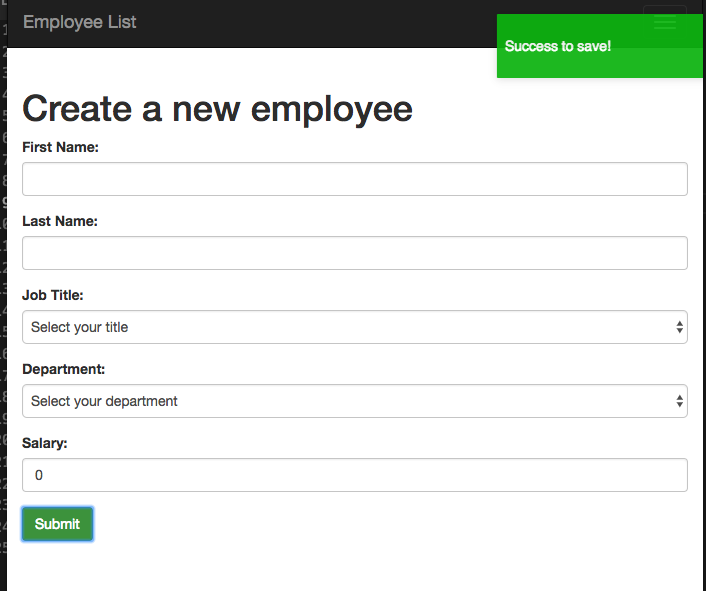 Employee List
Success to save!
Create a new employee
First Name:
Last Name:
Job Title:
Select your title
Department:
Select your department
Salary:
0
Submit